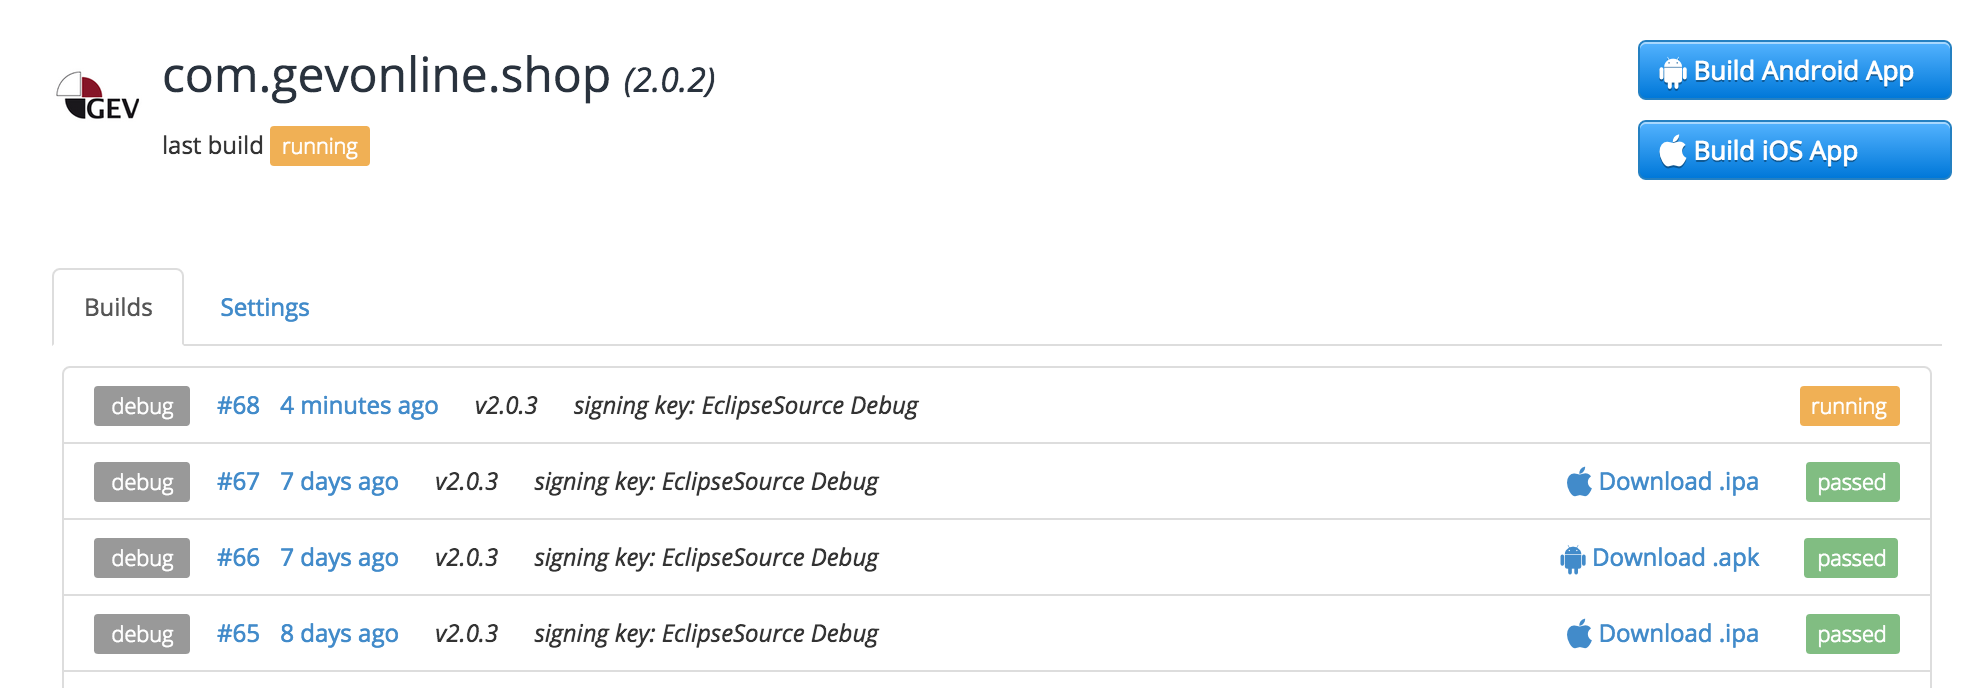 GEV
com.gevonline.shop (2.0.2)
last build running
Build Android App
Build iOS App
Builds Settings
debug #68 4 minutes ago v2.0.3 signing key: EclipseSource Debug running
debug #67 7 days ago v2.0.3 signing key: EclipseSource Debug Download .ipa passed
debug #66 7 days ago v2.0.3 signing key: EclipseSource Debug Download .apk passed
debug #65 8 days ago v2.0.3 signing key: EclipseSource Debug Download .ipa passed